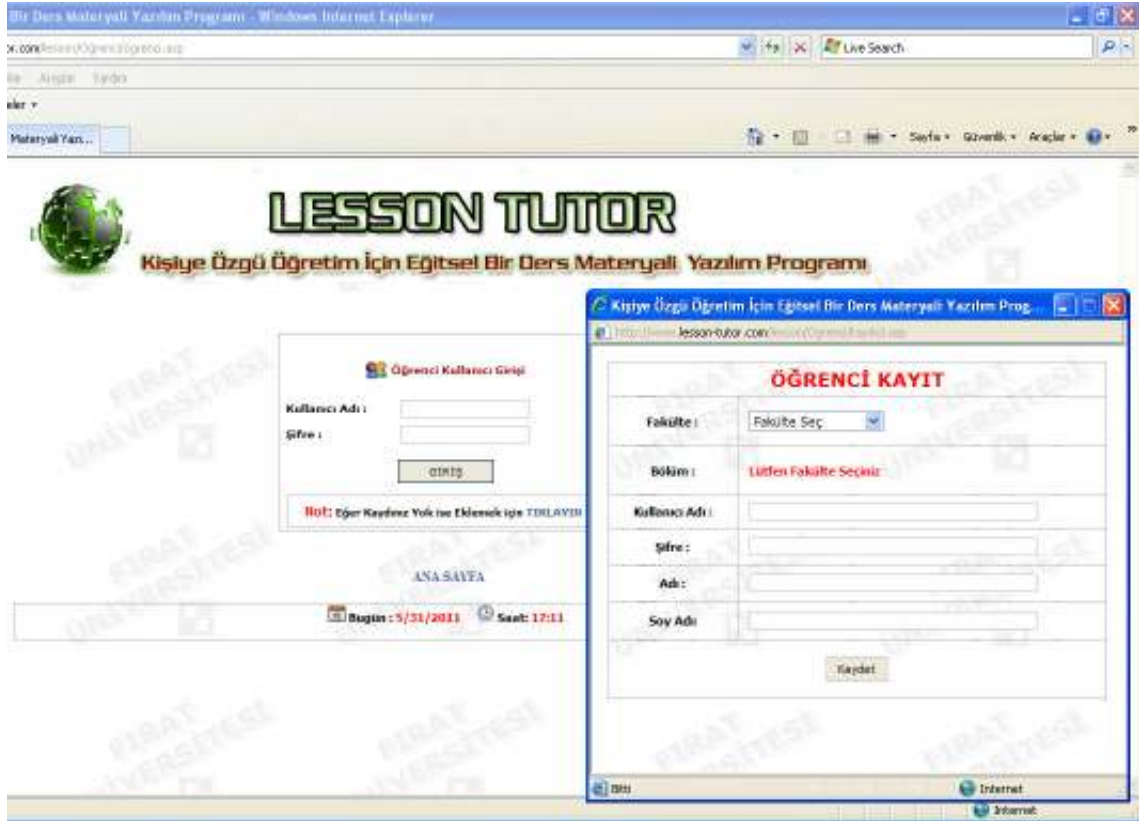 Bir Ders Materyali Yazılım Programı - Windows Internet Explorer
Live Search
Materyali Yazı...
Sayfa Güvenlik Araçlar
LESSON TUTOR
Kişiye Özgü Öğretim İçin Eğitsel Bir Ders Materyali Yazılım Programı
Öğrenci Kullanıcı Girişi
Kullanıcı Adı :
Şifre :
GİRİŞ
Not: Eğer Kaydınız Yok ise Eklemek için TIKLAYIN
ANA SAYFA
Bugün : 5/31/2011 Saat: 17:11
Kişiye Özgü Öğretim İçin Eğitsel Bir Ders Materyali Yazılım Prog...
ÖĞRENCİ KAYIT
Fakülte :
Fakülte Seç
Bölüm :
Lütfen Fakülte Seçiniz
Kullanıcı Adı :
Şifre :
Adı :
Soy Adı
Kaydet
Bitti
Internet
Internet
FIRAT ÜNİVERSİTESİ